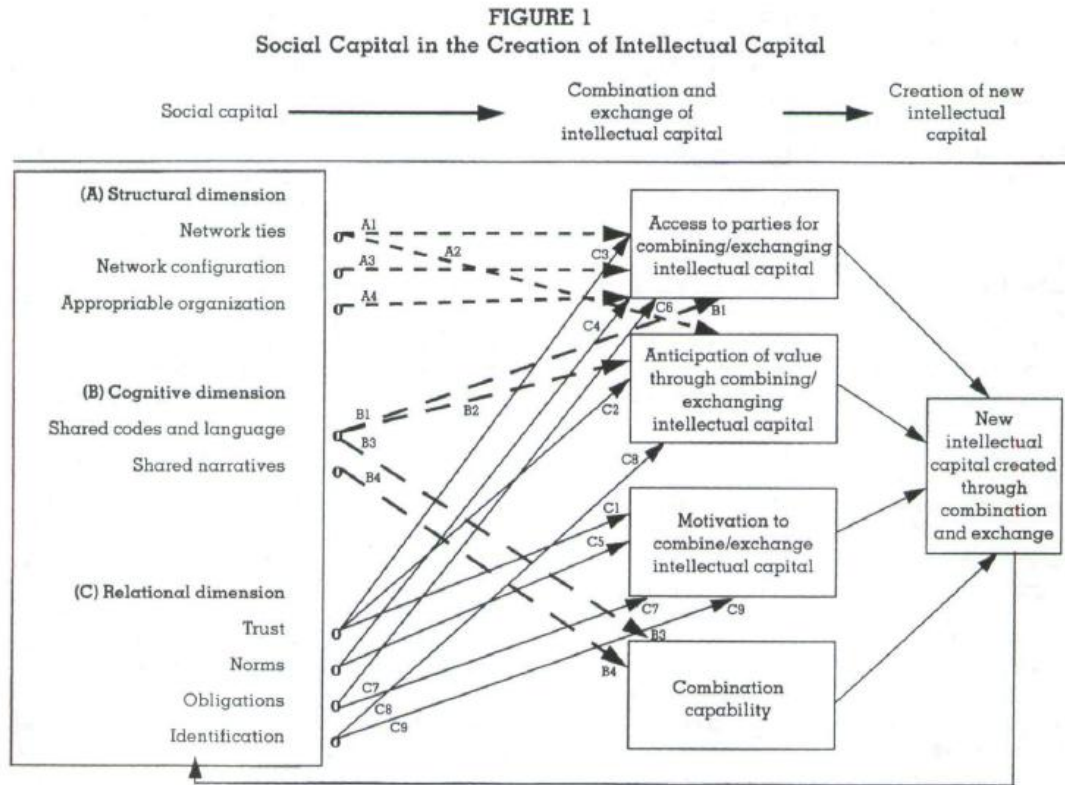 FIGURE 1
Social Capital in the Creation of Intellectual Capital
Social capital
Combination and
exchange of
intellectual capital
Creation of new
intellectual
capital
(A) Structural dimension
Network ties
Network configuration
Appropriable organization
(B) Cognitive dimension
Shared codes and language
Shared narratives
(C) Relational dimension
Trust
Norms
Obligations
Identification
A1
A2
A3
A4
B1
B2
B3
B4
C7
C8
C9
C3
C4
C6
B1
C2
C8
C1
C5
C7
C9
B3
B4
Access to parties for
combining/exchanging
intellectual capital
Anticipation of value
through combining/
exchanging
intellectual capital
Motivation to
combine/exchange
intellectual capital
Combination
capability
New
intellectual
capital created
through
combination
and exchange